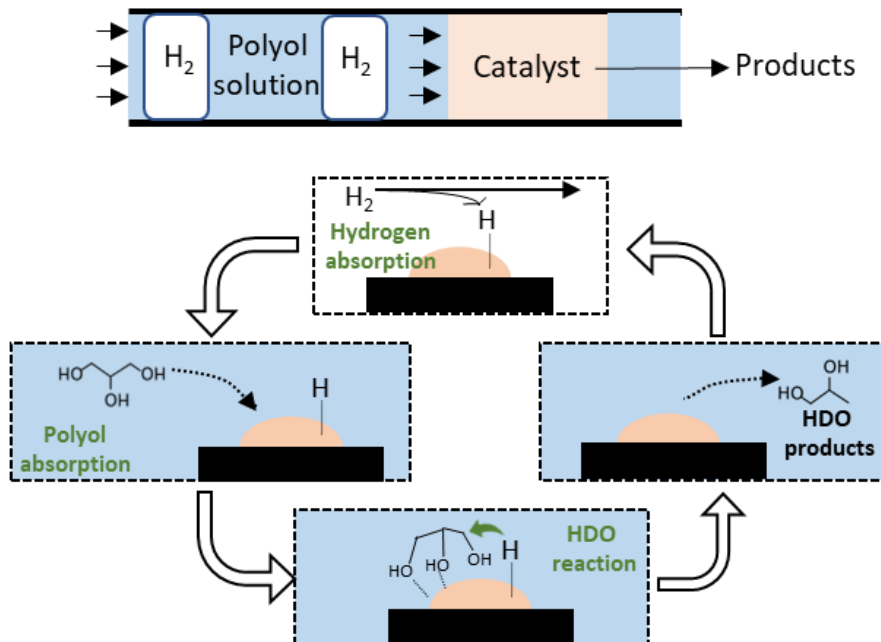 H₂
Polyol
solution
H₂
Catalyst
Products
H₂
H
Hydrogen
absorption
HO
OH
OH
H
Polyol
absorption
OH
HO
HDO
products
HO
HO
OH
H
HDO
reaction